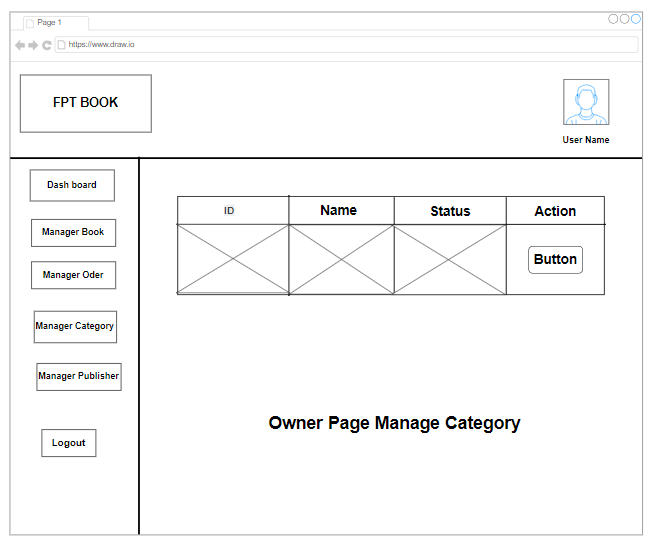 Page 1
https://www.draw.io
FPT BOOK
User Name
Dash board
Manager Book
Manager Oder
Manager Category
Manager Publisher
Logout
ID
Name
Status
Action
Button
Owner Page Manage Category